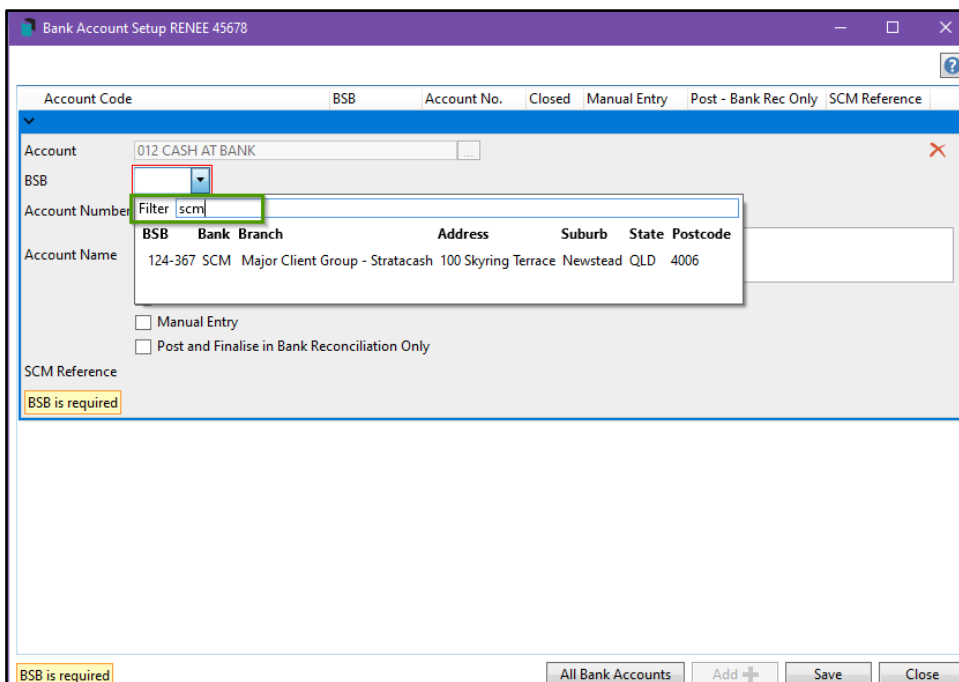 Bank Account Setup RENEE 45678
Account Code BSB Account No. Closed Manual Entry Post - Bank Rec Only SCM Reference
Account 012 CASH AT BANK ...
BSB
Account Number Filter scm
BSB Bank Branch Address Suburb State Postcode
Account Name 124-367 SCM Major Client Group - Stratacash 100 Skyring Terrace Newstead QLD 4006
Manual Entry
Post and Finalise in Bank Reconciliation Only
SCM Reference
BSB is required
BSB is required All Bank Accounts Add Save Close